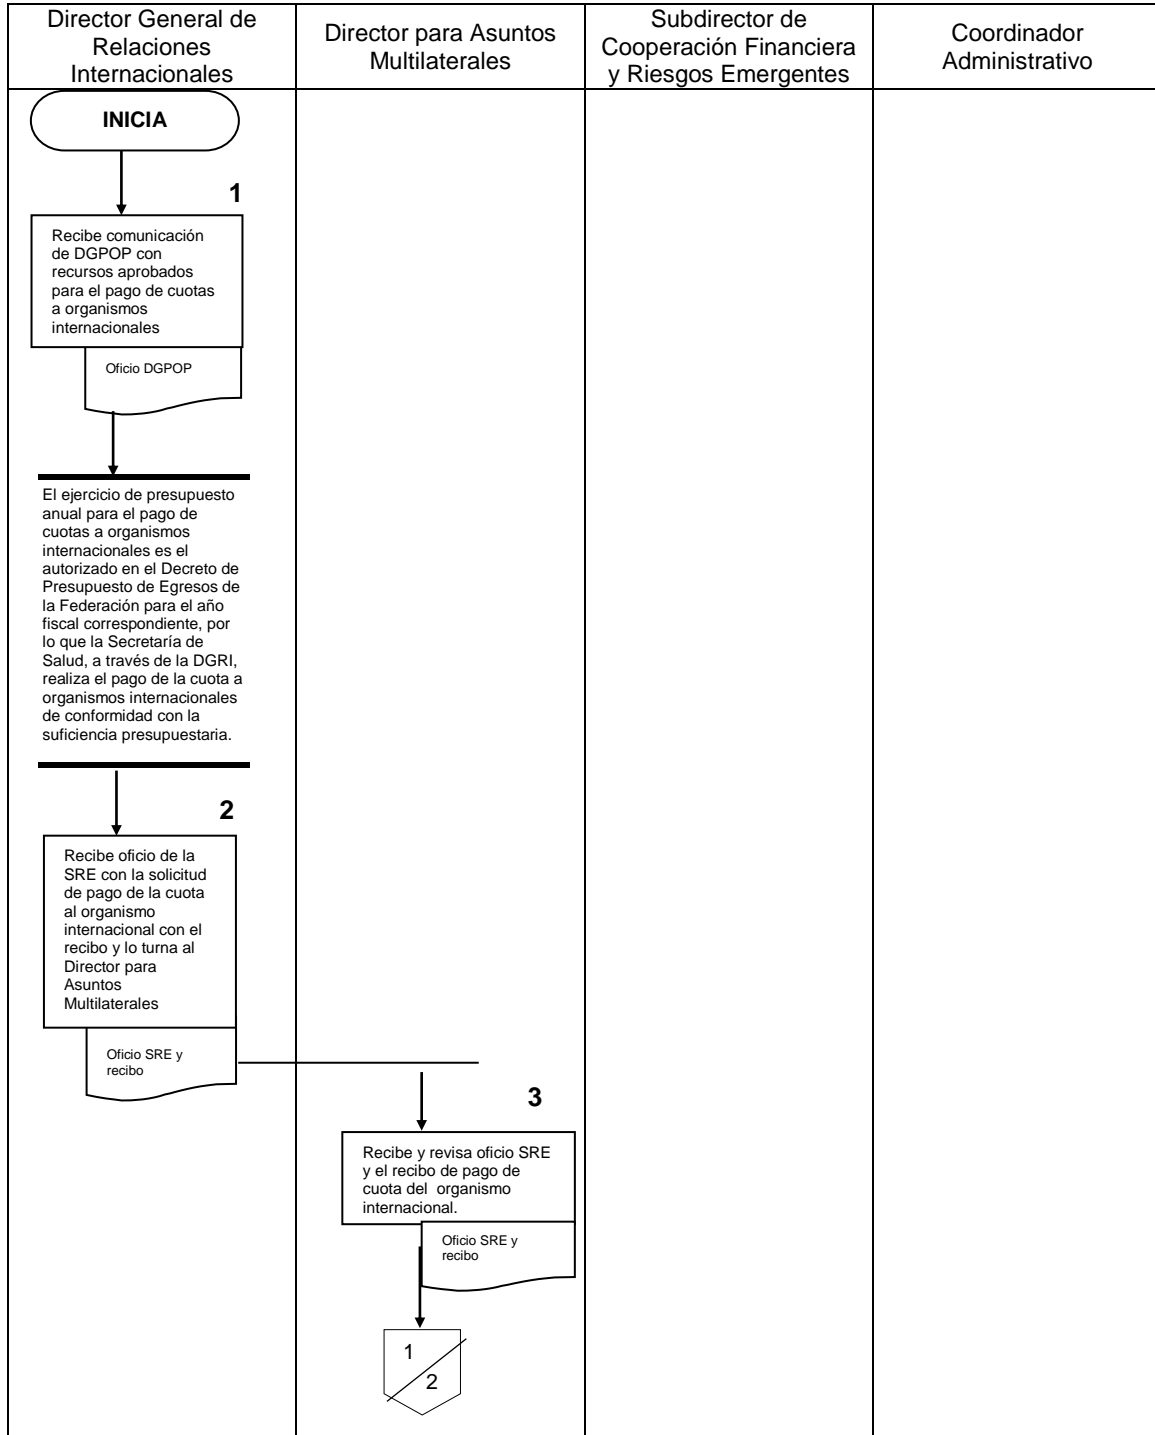 Director General de
Relaciones
Internacionales
Director para Asuntos
Multilaterales
Subdirector de
Cooperación Financiera
y Riesgos Emergentes
Coordinador
Administrativo
INICIA
1
Recibe comunicación
de DGPOP con
recursos aprobados
para el pago de cuotas
a organismos
internacionales
Oficio DGPOP
El ejercicio de presupuesto
anual para el pago de
cuotas a organismos
internacionales es el
autorizado en el Decreto de
Presupuesto de Egresos de
la Federación para el año
fiscal correspondiente, por
lo que la Secretaría de
Salud, a través de la DGRI,
realiza el pago de la cuota a
organismos internacionales
de conformidad con la
suficiencia presupuestaria.
2
Recibe oficio de la
SRE con la solicitud
de pago de la cuota
al organismo
internacional con el
recibo y lo turna al
Director para
Asuntos
Multilaterales
Oficio SRE y
recibo
3
Recibe y revisa oficio SRE
y el recibo de pago de
cuota del organismo
internacional.
Oficio SRE y
recibo
1
2